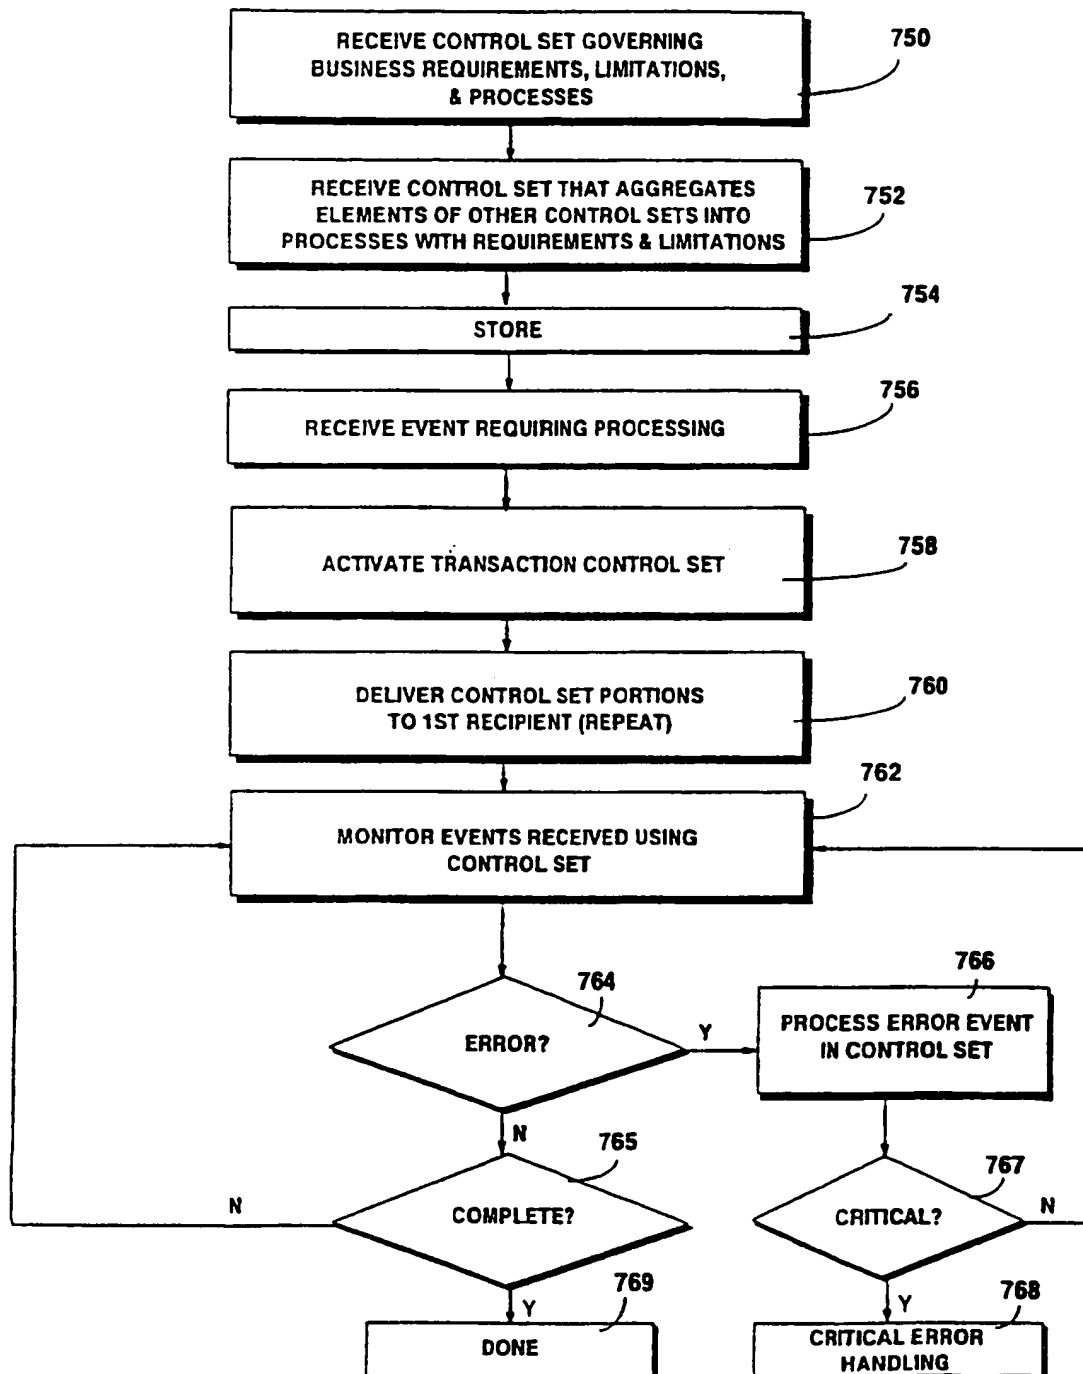 RECEIVE CONTROL SET GOVERNING
BUSINESS REQUIREMENTS, LIMITATIONS,
& PROCESSES
750
RECEIVE CONTROL SET THAT AGGREGATES
ELEMENTS OF OTHER CONTROL SETS INTO
PROCESSES WITH REQUIREMENTS & LIMITATIONS
752
STORE
754
RECEIVE EVENT REQUIRING PROCESSING
756
ACTIVATE TRANSACTION CONTROL SET
758
DELIVER CONTROL SET PORTIONS
TO 1ST RECIPIENT (REPEAT)
760
MONITOR EVENTS RECEIVED USING
CONTROL SET
762
ERROR?
764
Y
PROCESS ERROR EVENT
IN CONTROL SET
766
N
COMPLETE?
765
N
CRITICAL?
767
N
Y
DONE
769
Y
CRITICAL ERROR
HANDLING
768